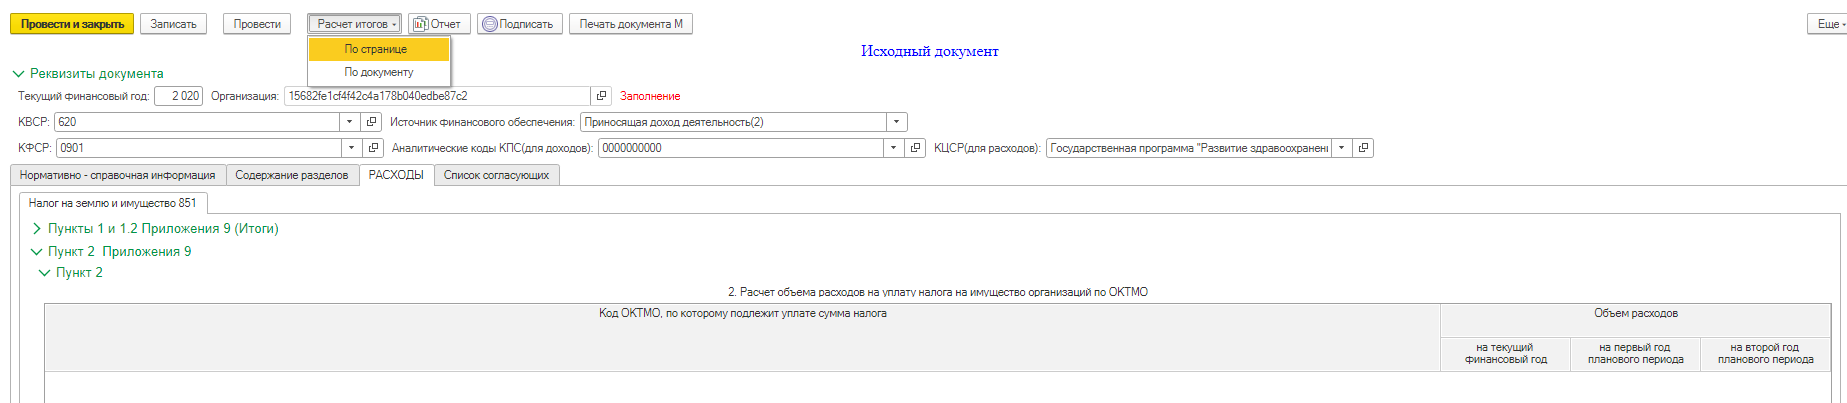 Провести и закрыть Записать Провести Расчет итогов Отчет Подписать Печать документа М Еще
По странице
По документу
Исходный документ
Реквизиты документа
Текущий финансовый год: 2 020 Организация: 15682fe1cf4f42c4a178b040edbe87c2 Заполнение
КВСР: 620 Источник финансового обеспечения: Приносящая доход деятельность(2)
КФСР: 0901 Аналитические коды КПС(для доходов): 0000000000 КЦСР(для расходов): Государственная программа "Развитие здравоохранени
Нормативно - справочная информация Содержание разделов РАСХОДЫ Список согласующих
Налог на землю и имущество 851
Пункты 1 и 1.2 Приложения 9 (Итоги)
Пункт 2 Приложения 9
Пункт 2
2. Расчет объема расходов на уплату налога на имущество организаций по ОКТМО
Код ОКТМО, по которому подлежит уплате сумма налога Объем расходов
на текущий финансовый год на первый год планового периода на второй год планового периода